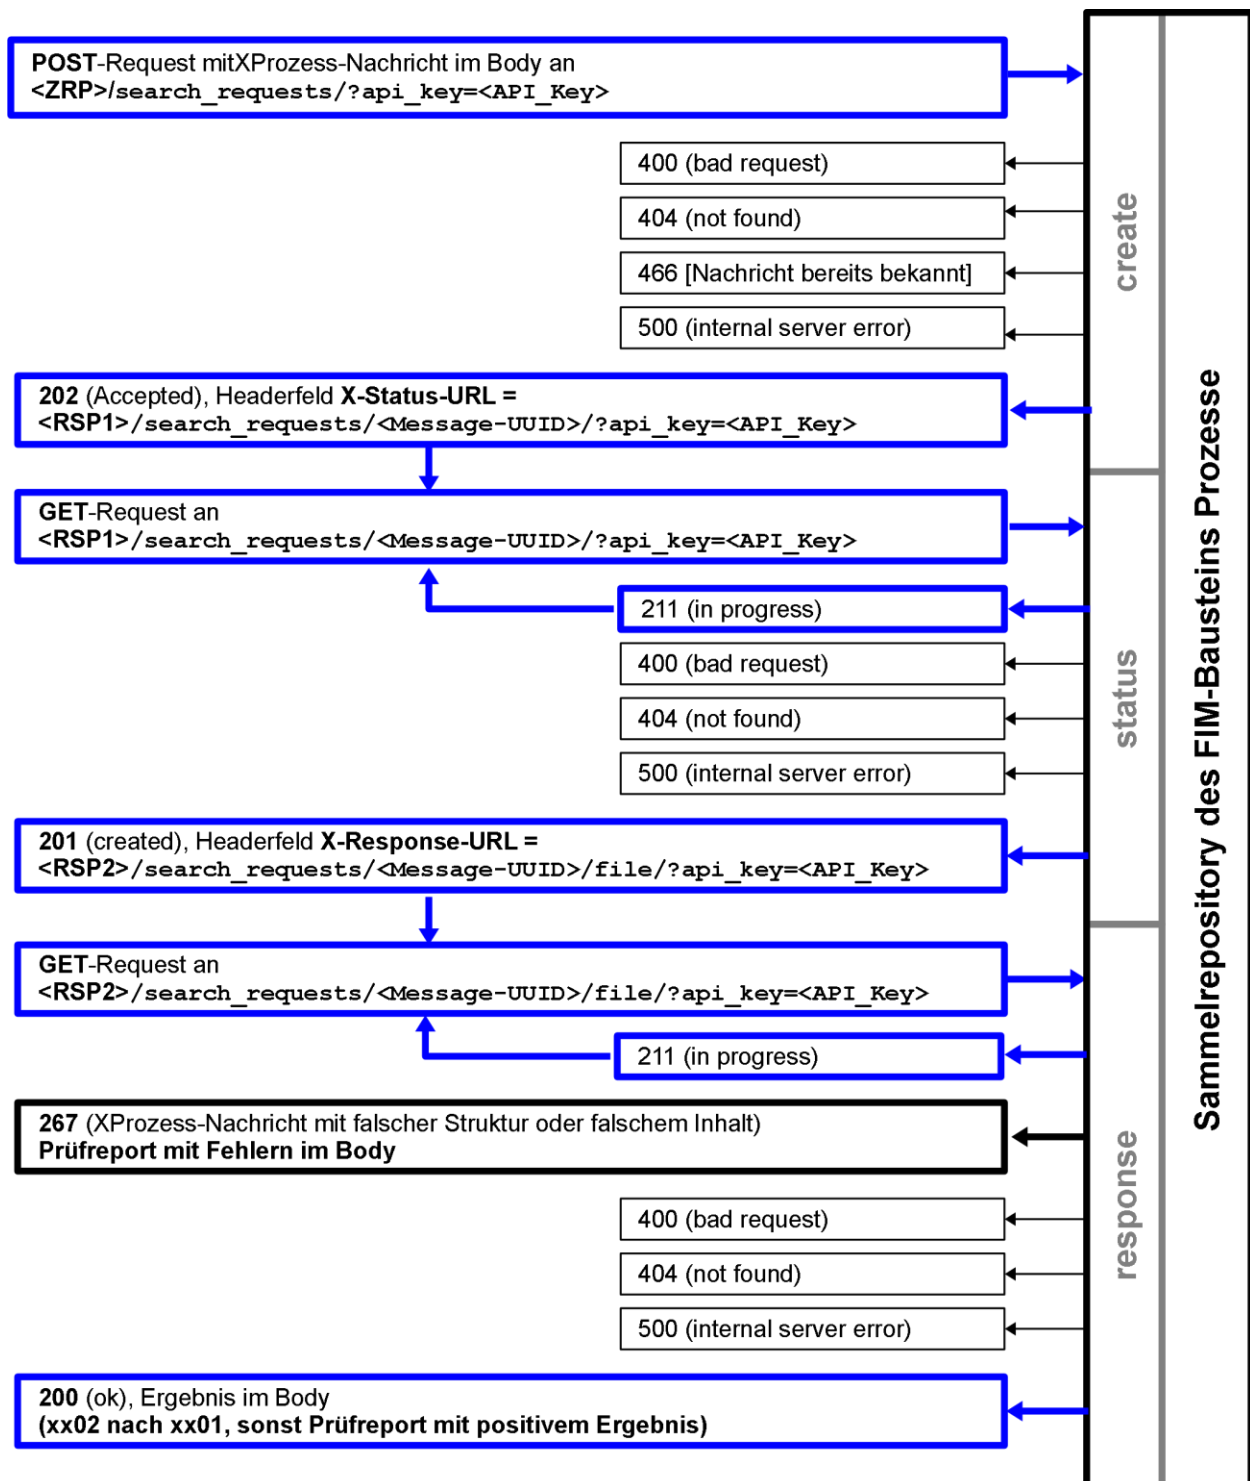 POST-Request mitXProzess-Nachricht im Body an
<ZRP>/search_requests/?api_key=<API_Key>
400 (bad request)
404 (not found)
466 [Nachricht bereits bekannt]
500 (internal server error)
create
202 (Accepted), Headerfeld X-Status-URL =
<RSP1>/search_requests/<Message-UUID>/?api_key=<API_Key>
GET-Request an
<RSP1>/search_requests/<Message-UUID>/?api_key=<API_Key>
211 (in progress)
400 (bad request)
404 (not found)
500 (internal server error)
status
201 (created), Headerfeld X-Response-URL =
<RSP2>/search_requests/<Message-UUID>/file/?api_key=<API_Key>
GET-Request an
<RSP2>/search_requests/<Message-UUID>/file/?api_key=<API_Key>
211 (in progress)
267 (XProzess-Nachricht mit falscher Struktur oder falschem Inhalt)
Prüfreport mit Fehlern im Body
400 (bad request)
404 (not found)
500 (internal server error)
response
200 (ok), Ergebnis im Body
(xx02 nach xx01, sonst Prüfreport mit positivem Ergebnis)
Sammelrepository des FIM-Bausteins Prozesse